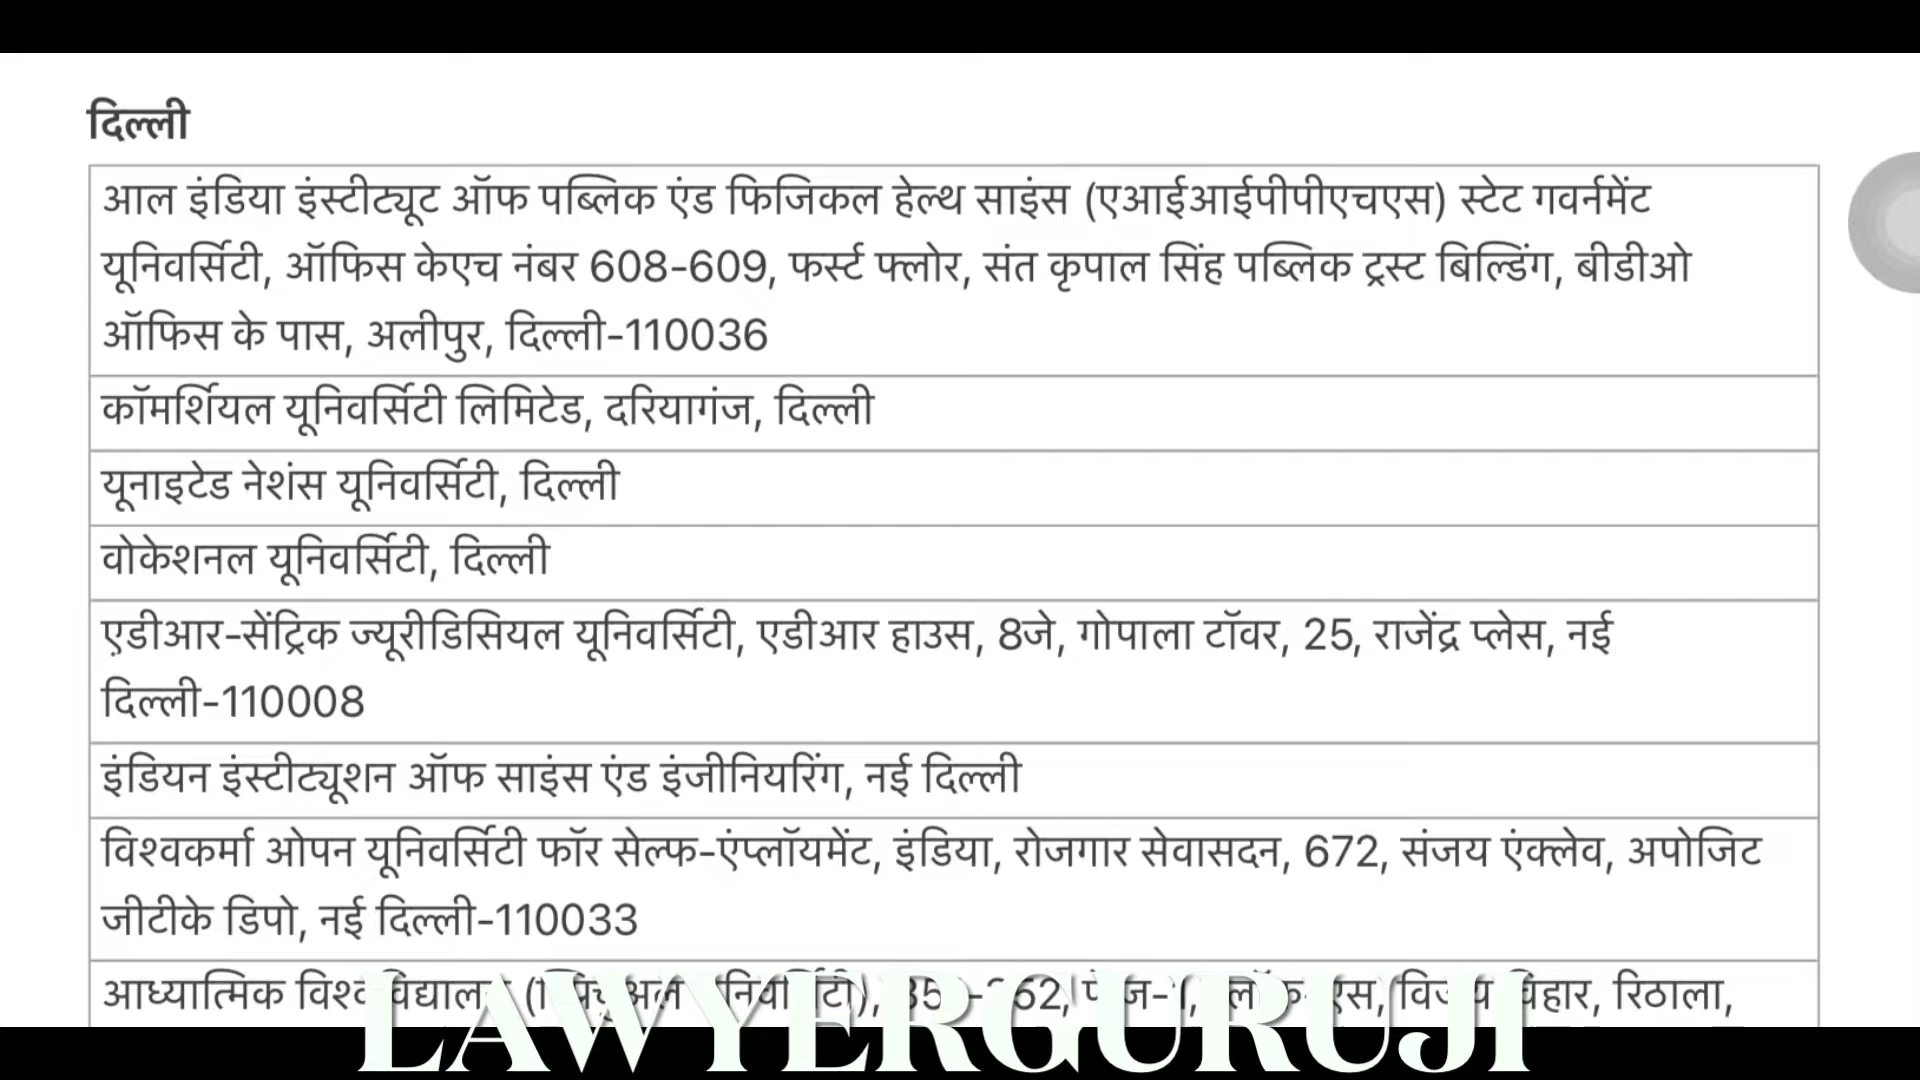 दिल्ली
आल इंडिया इंस्टीट्यूट ऑफ पब्लिक एंड फिजिकल हेल्थ साइंस (एआईआईपीपीएचएस) स्टेट गवर्नमेंट
यूनिवर्सिटी, ऑफिस केएच नंबर 608-609, फर्स्ट फ्लोर, संत कृपाल सिंह पब्लिक ट्रस्ट बिल्डिंग, बीडीओ
ऑफिस के पास, अलीपुर, दिल्ली-110036
कॉमर्शियल यूनिवर्सिटी लिमिटेड, दरियागंज, दिल्ली
यूनाइटेड नेशंस यूनिवर्सिटी, दिल्ली
वोकेशनल यूनिवर्सिटी, दिल्ली
एडीआर-सेंट्रिक ज्यूरीडिसियल यूनिवर्सिटी, एडीआर हाउस, 8जे, गोपाला टॉवर, 25, राजेंद्र प्लेस, नई
दिल्ली-110008
इंडियन इंस्टीट्यूशन ऑफ साइंस एंड इंजीनियरिंग, नई दिल्ली
विश्वकर्मा ओपन यूनिवर्सिटी फॉर सेल्फ-एंप्लॉयमेंट, इंडिया, रोजगार सेवासदन, 672, संजय एंक्लेव, अपोजिट
जीटीके डिपो, नई दिल्ली-110033
आध्यात्मिक विश्वविद्यालय विहार, रिठाला,
LAWYERGURUJI